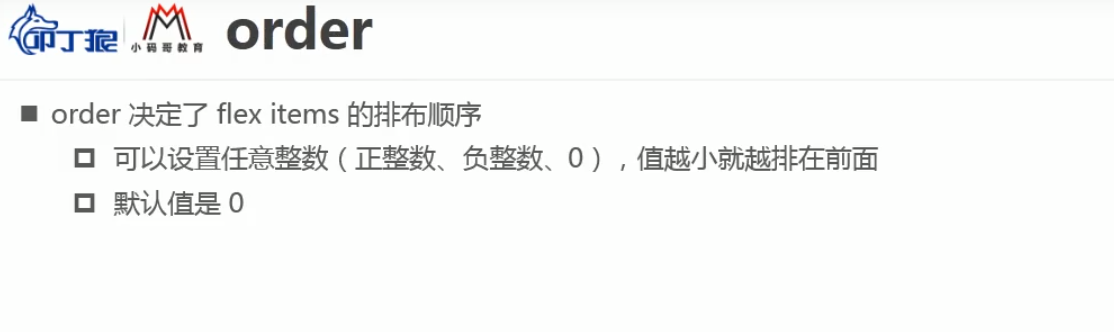 叩丁狼 小码哥教育 order
order 决定了 flex items 的排布顺序
可以设置任意整数（正整数、负整数、0），值越小就越排在前面
默认值是 0